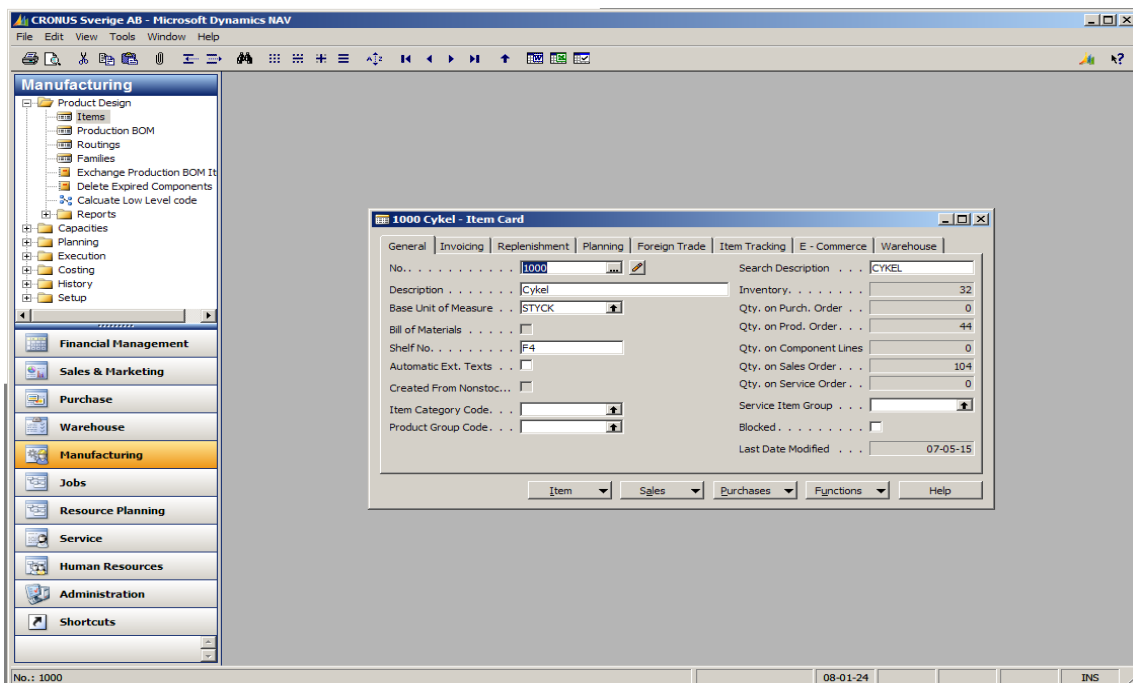 CRONUS Sverige AB - Microsoft Dynamics NAV
File Edit View Tools Window Help
Manufacturing
Product Design
Items
Production BOM
Routings
Families
Exchange Production BOM It
Delete Expired Components
Calcuate Low Level code
Reports
Capacities
Planning
Execution
Costing
History
Setup
Financial Management
Sales & Marketing
Purchase
Warehouse
Manufacturing
Jobs
Resource Planning
Service
Human Resources
Administration
Shortcuts
1000 Cykel - Item Card
General Invoicing Replenishment Planning Foreign Trade Item Tracking E - Commerce Warehouse
No. . . . . . . . . . . . 1000 ...
Description . . . . . . . Cykel
Base Unit of Measure . . STYCK
Bill of Materials . . . . .
Shelf No. . . . . . . . . F4
Automatic Ext. Texts . .
Created From Nonstoc...
Item Category Code. . .
Product Group Code. . .
Search Description . . . CYKEL
Inventory. . . . . . . . 32
Qty. on Purch. Order . . 0
Qty. on Prod. Order. . . 44
Qty. on Component Lines 0
Qty. on Sales Order. . . 104
Qty. on Service Order. . 0
Service Item Group . . .
Blocked. . . . . . . . . .
Last Date Modified . . . 07-05-15
Item Sales Purchases Functions Help
No.: 1000 08-01-24 INS